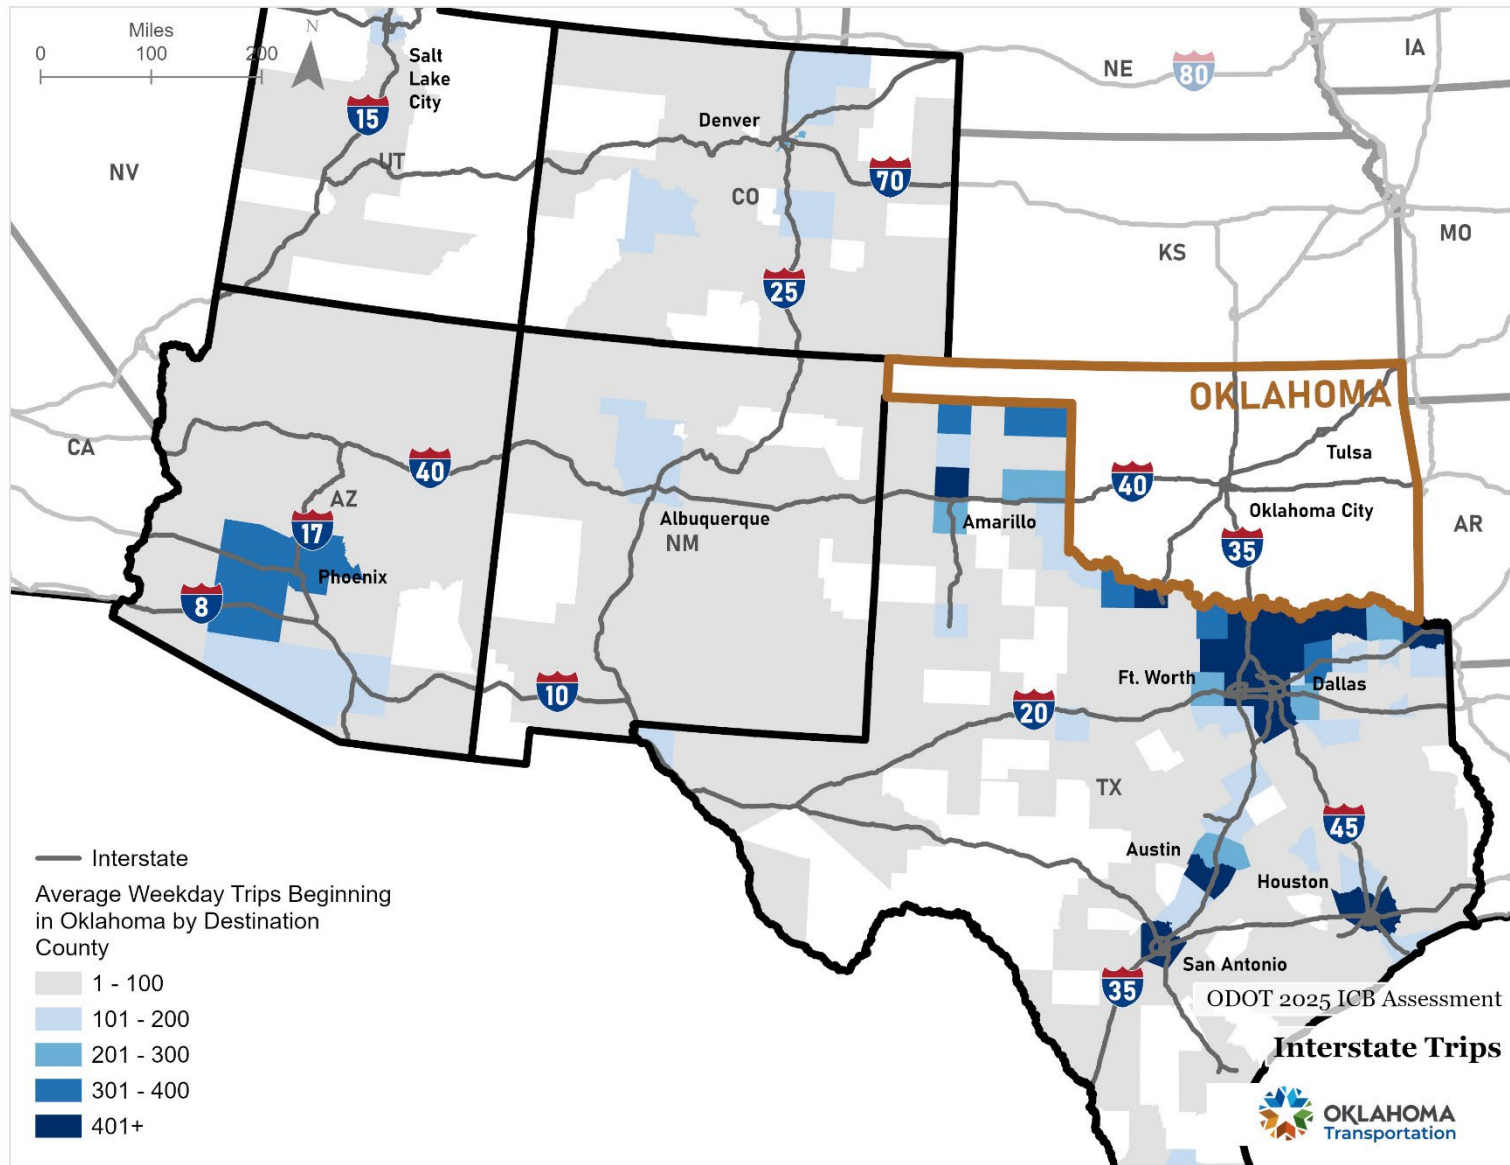 Miles
0 100 200
N
Salt
Lake
City
15
UT
NV
Denver
CO
70
25
NE
80
IA
KS
MO
OKLAHOMA
Tulsa
40
Oklahoma City
35
AR
CA
40
AZ
17
Phoenix
8
Albuquerque
NM
10
Amarillo
Ft. Worth
Dallas
20
TX
45
Austin
Houston
San Antonio
35
Interstate
Average Weekday Trips Beginning
in Oklahoma by Destination
County
1 - 100
101 - 200
201 - 300
301 - 400
401+
ODOT 2025 ICB Assessment
Interstate Trips
OKLAHOMA
Transportation